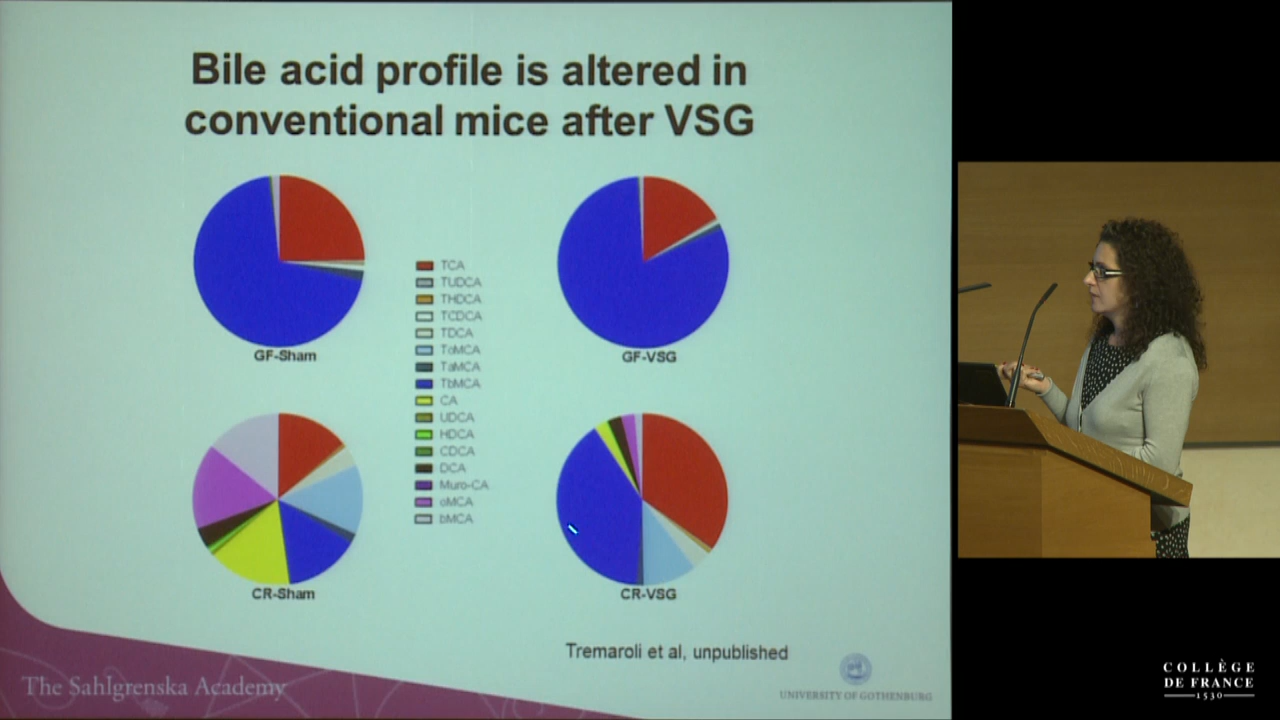 Bile acid profile is altered in
conventional mice after VSG
GF-Sham
GF-VSG
TCA
TUDCA
THDCA
TCDCA
TDCA
ToMCA
TaMCA
TbMCA
CA
UDCA
HDCA
CDCA
DCA
Muro-CA
oMCA
bMCA
CR-Sham
CR-VSG
Tremaroli et al, unpublished
The Sahlgrenska Academy
UNIVERSITY OF GOTHENBURG
COLLÈGE
DE FRANCE
1530